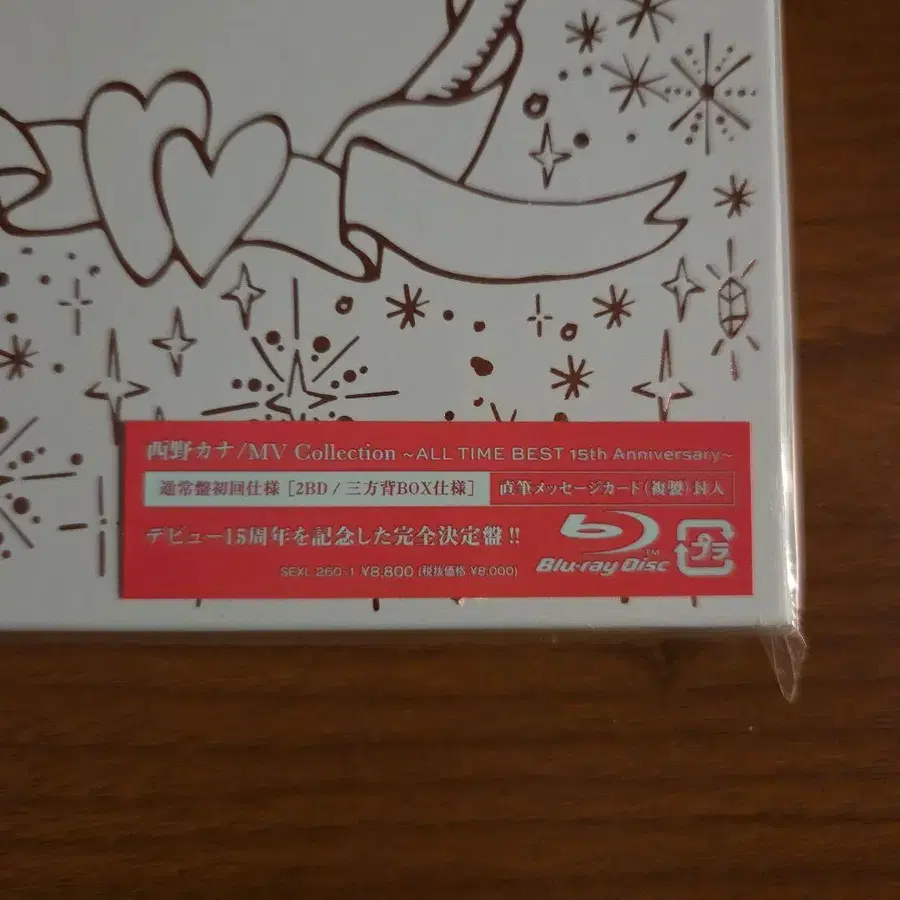 西野カナ/MV Collection ~ALL TIME BEST 15th Anniversary~
通常盤初回仕様 [2BD / 三方背BOX仕様] 直筆メッセージカード(複製)封入
デビュー15周年を記念した完全決定盤!!
SEXL 260-1 ¥8,800 (税抜価格 ¥8,000)
Blu-ray Disc TM
プラ